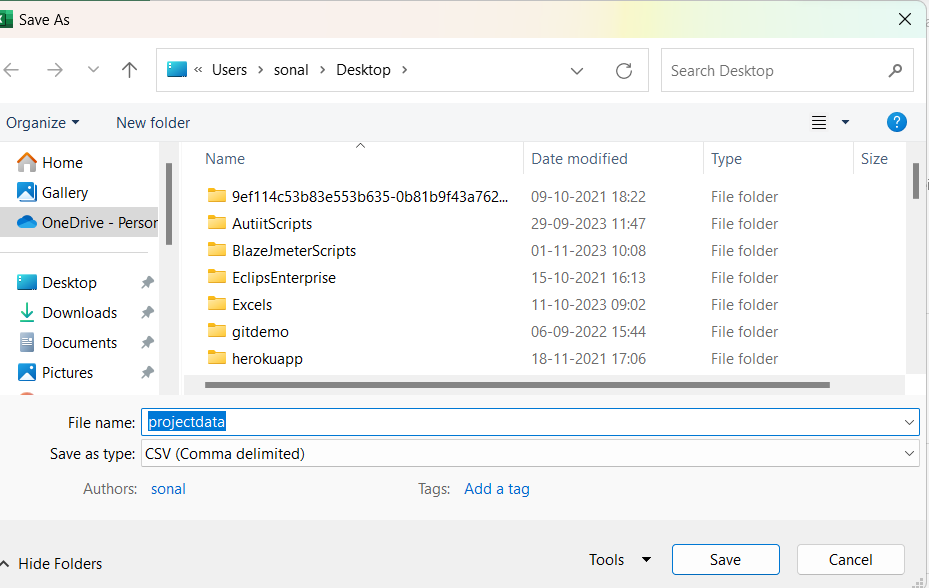 Save As
« Users > sonal > Desktop >
Search Desktop
Organize
New folder
?
Home
Gallery
OneDrive - Person
Desktop
Downloads
Documents
Pictures
Name Date modified Type Size
9ef114c53b83e553b635-0b81b9f43a762... 09-10-2021 18:22 File folder
AutiitScripts 29-09-2023 11:47 File folder
BlazeJmeterScripts 01-11-2023 10:08 File folder
EclipsEnterprise 15-10-2021 16:13 File folder
Excels 11-10-2023 09:02 File folder
gitdemo 06-09-2022 15:44 File folder
herokuapp 18-11-2021 17:06 File folder
File name: projectdata
Save as type: CSV (Comma delimited)
Authors: sonal Tags: Add a tag
Hide Folders
Tools
Save
Cancel